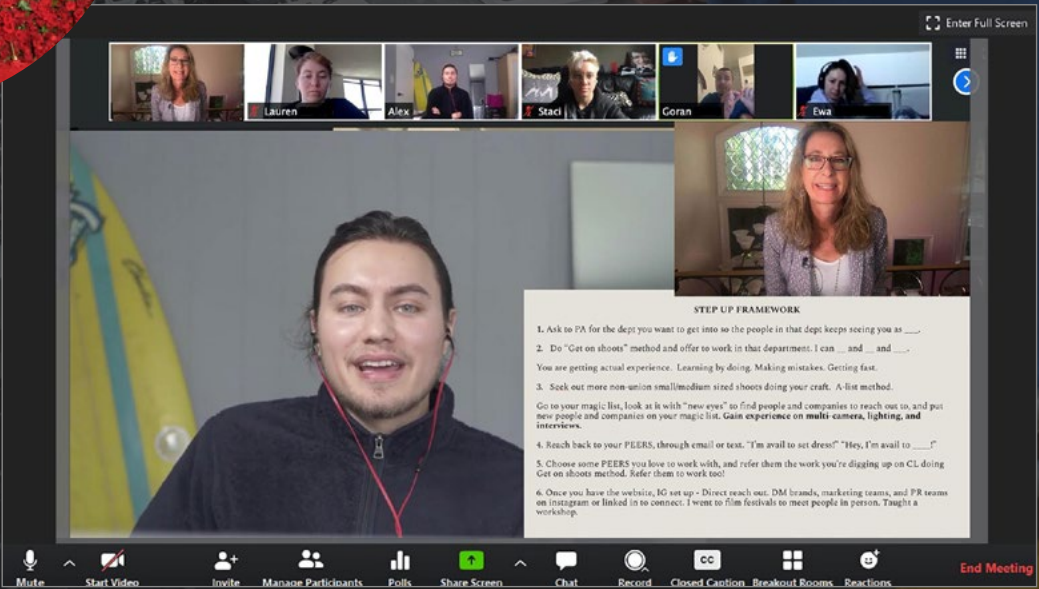 Enter Full Screen
Lauren
Alex
Staci
Goran
Ewa
STEP UP FRAMEWORK
1. Ask to PA for the dept you want to get into so the people in that dept keeps seeing you as ___.
2. Do "Get on shoots" method and offer to work in that department. I can __ and __ and ___.
You are getting actual experience. Learning by doing. Making mistakes. Getting fast.
3. Seek out more non-union small/medium sized shoots doing your craft. A-list method.
Go to your magic list, look at it with "new eyes" to find people and companies to reach out to, and put
new people and companies on your magic list. Gain experience on multi-camera, lighting, and
interviews.
4. Reach back to your PEERS, through email or text. "I'm avail to set dress!" "Hey, I'm avail to ____!"
5. Choose some PEERS you love to work with, and refer them the work you're digging up on CL doing
Get on shoots method. Refer them to work too!
6. Once you have the website, IG set up - Direct reach out. DM brands, marketing teams, and PR teams
on instagram or linked in to connect. I went to film festivals to meet people in person. Taught a
workshop.
Mute
Start Video
Invite
Manage Participants
Polls
Share Screen
Chat
Record
CC
Closed Caption
Breakout Rooms
Reactions
End Meeting